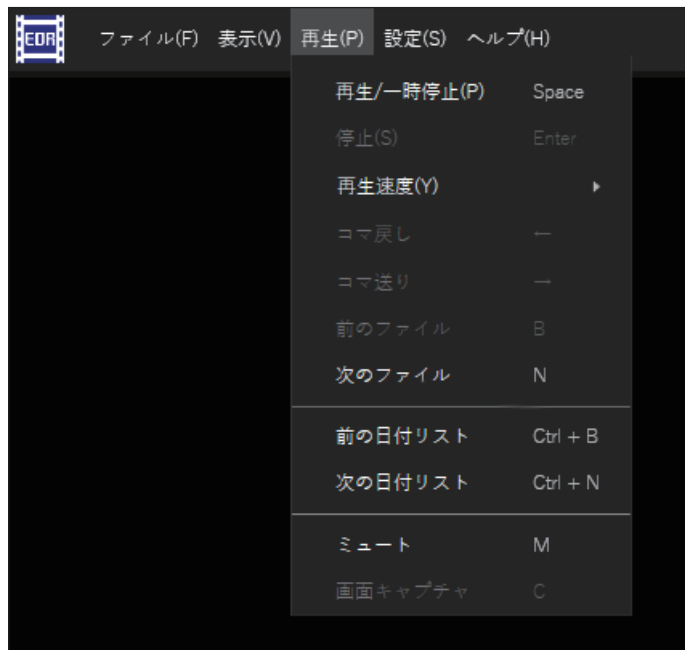 EDR ファイル(F) 表示(V) 再生(P) 設定(S) ヘルプ(H)
再生/一時停止(P) Space
停止(S) Enter
再生速度(Y)
コマ戻し ←
コマ送り →
前のファイル B
次のファイル N
前の日付リスト Ctrl + B
次の日付リスト Ctrl + N
ミュート M
画面キャプチャ C